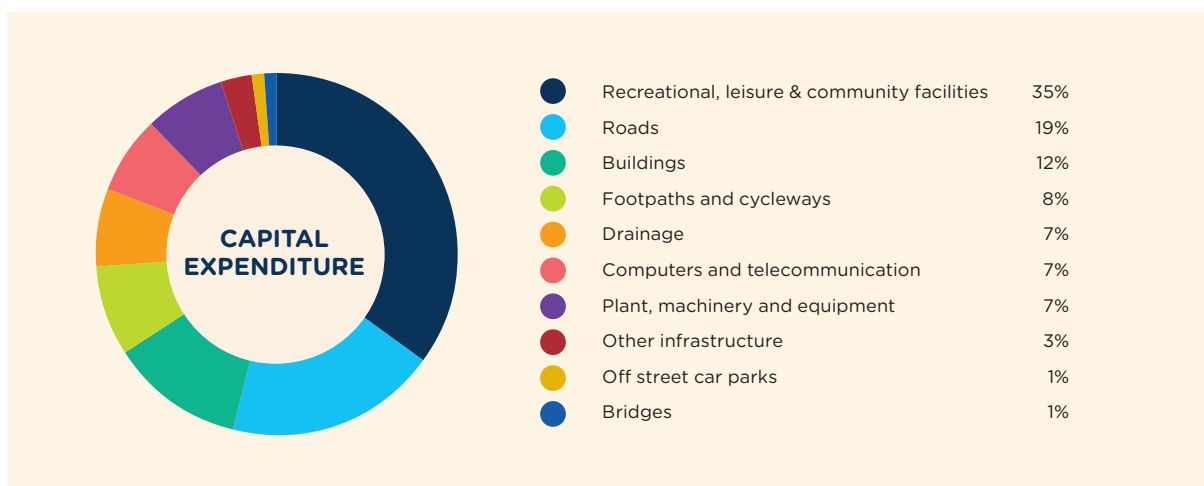 CAPITAL
EXPENDITURE
Recreational, leisure & community facilities 35%
Roads 19%
Buildings 12%
Footpaths and cycleways 8%
Drainage 7%
Computers and telecommunication 7%
Plant, machinery and equipment 7%
Other infrastructure 3%
Off street car parks 1%
Bridges 1%